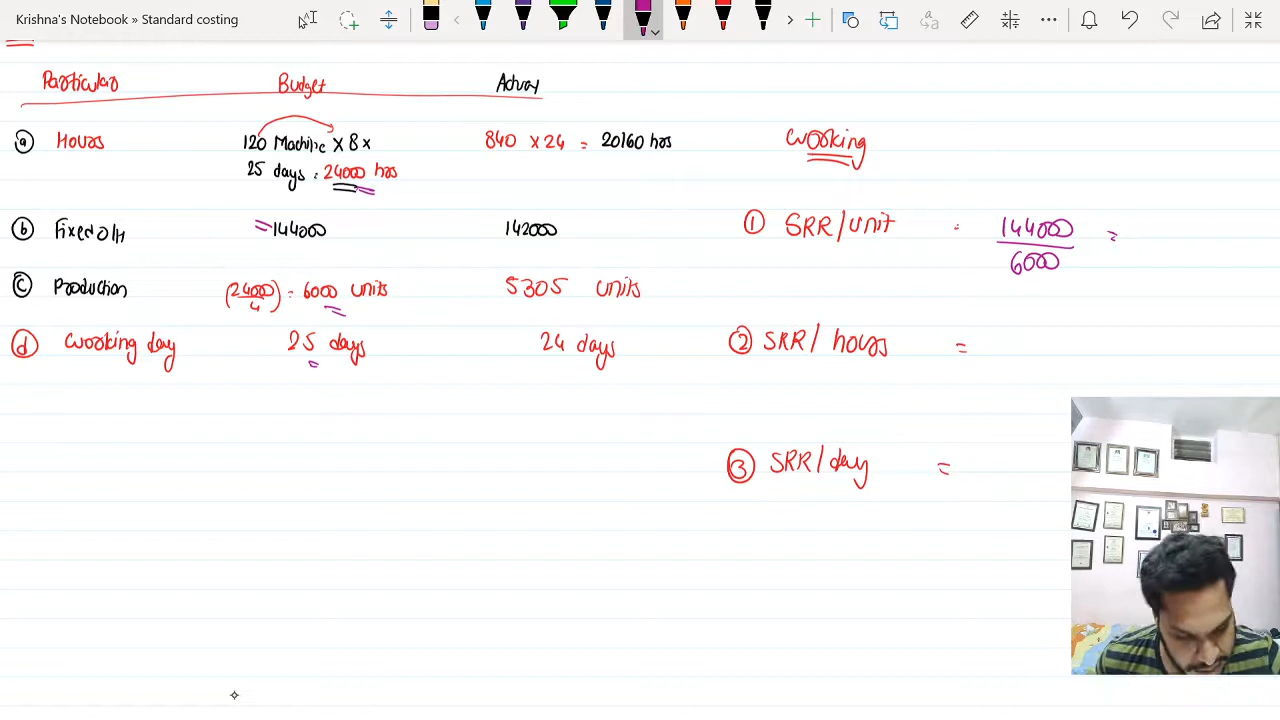 Krishna's Notebook » Standard costing
Particular Budget Actual
ⓐ Hours 120 Machine × 8 × 840 × 24 = 20160 hrs Working
25 days = 24000 hrs
ⓑ Fixed OH = 144000 142000 ① SRR/Unit = 144000 =
6000
ⓒ Production (24000/4) = 6000 units 5305 units
ⓓ Working day 25 days 24 days ② SRR/ hours =
③ SRR/day =